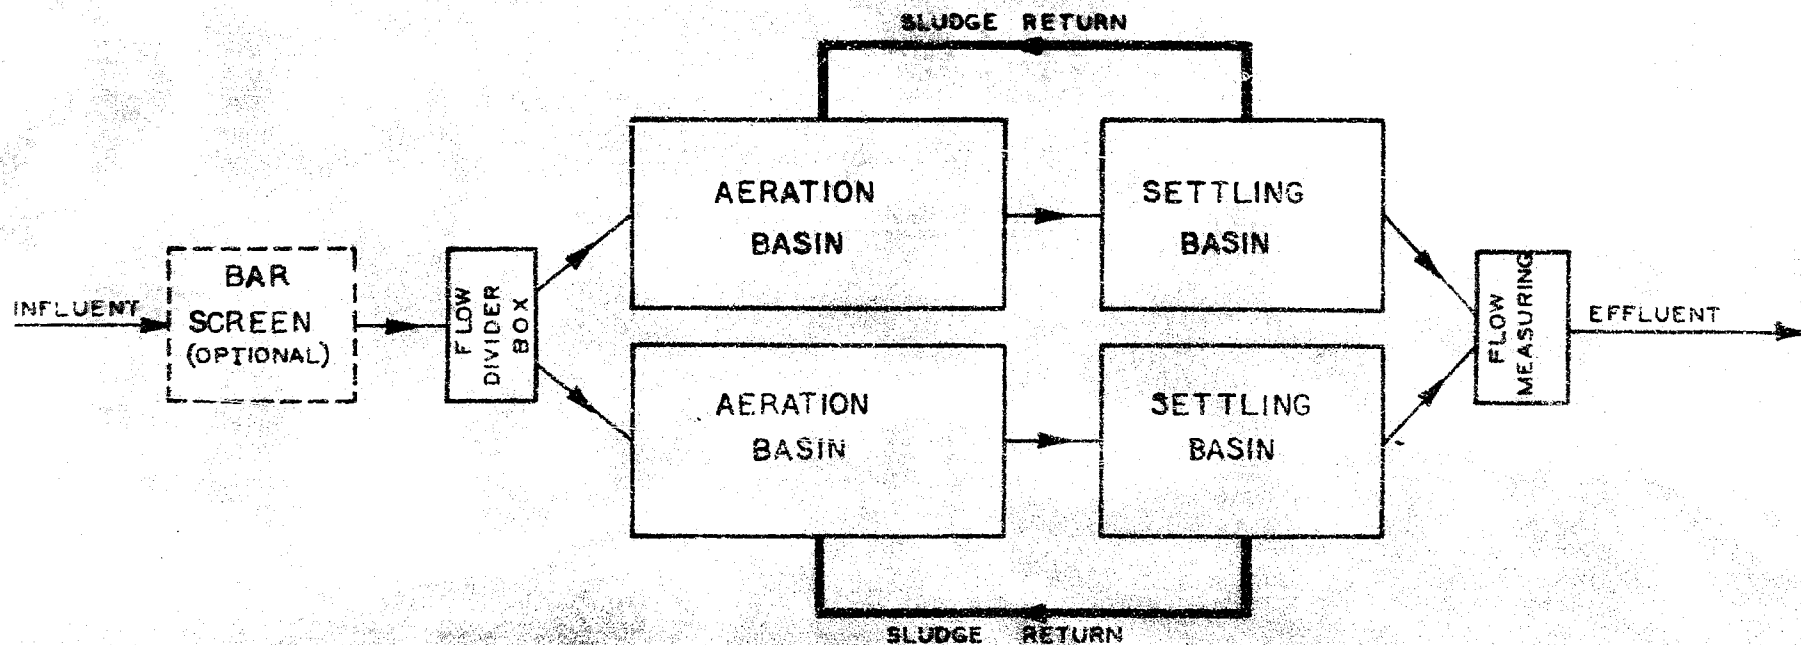 SLUDGE RETURN
AERATION
BASIN
SETTLING
BASIN
INFLUENT
BAR
SCREEN
(OPTIONAL)
FLOW
DIVIDER
BOX
FLOW
MEASURING
EFFLUENT
AERATION
BASIN
SETTLING
BASIN
SLUDGE RETURN